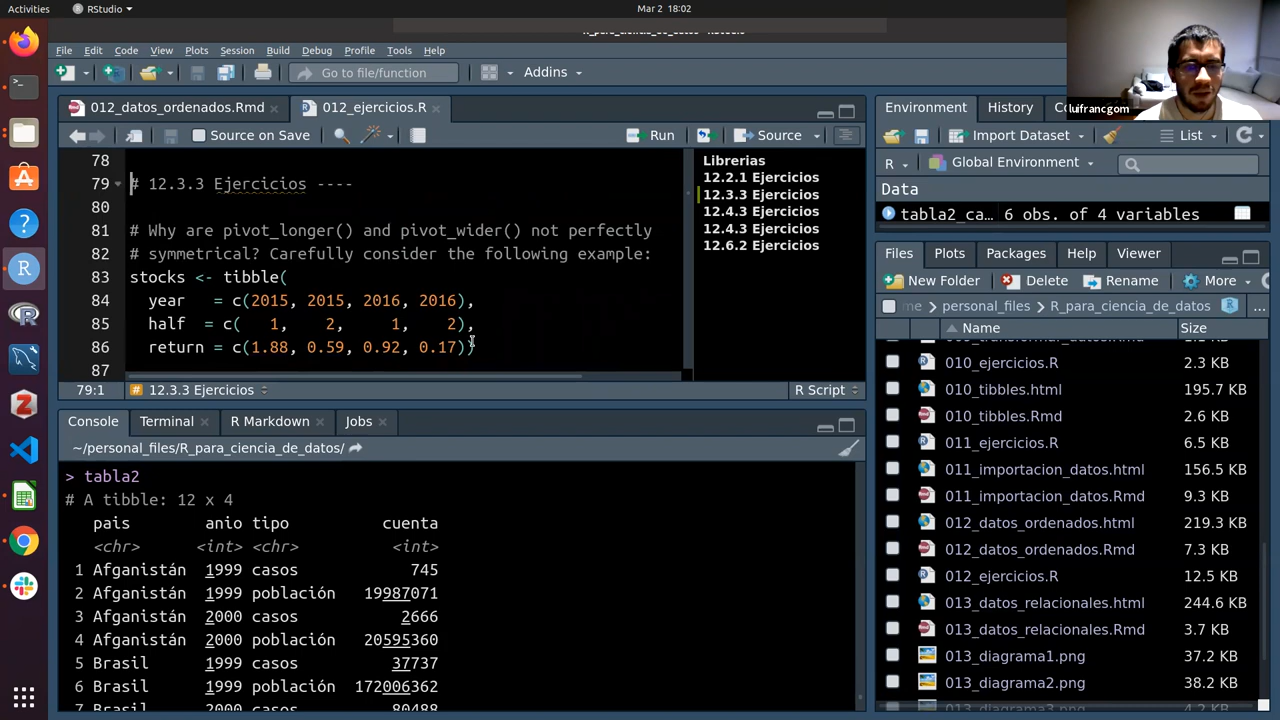 Activities
RStudio
Mar 2 18:02
File Edit Code View Plots Session Build Debug Profile Tools Help
Go to file/function
Addins
012_datos_ordenados.Rmd
012_ejercicios.R
Source on Save
Run
Source
78
79 # 12.3.3 Ejercicios ----
80
81 # Why are pivot_longer() and pivot_wider() not perfectly
82 # symmetrical? Carefully consider the following example:
83 stocks <- tibble(
84 year = c(2015, 2015, 2016, 2016),
85 half = c( 1, 2, 1, 2),
86 return = c(1.88, 0.59, 0.92, 0.17))
87
79:1
# 12.3.3 Ejercicios
R Script
Librerias
12.2.1 Ejercicios
12.3.3 Ejercicios
12.4.3 Ejercicios
12.4.3 Ejercicios
12.6.2 Ejercicios
Console Terminal R Markdown Jobs
~/personal_files/R_para_ciencia_de_datos/
> tabla2
# A tibble: 12 x 4
pais anio tipo cuenta
<chr> <int> <chr> <int>
1 Afganistán 1999 casos 745
2 Afganistán 1999 población 19987071
3 Afganistán 2000 casos 2666
4 Afganistán 2000 población 20595360
5 Brasil 1999 casos 37737
6 Brasil 1999 población 172006362
7 Brasil 2000 casos 80488
lufrancgom
Environment History
Import Dataset
List
R
Global Environment
Data
tabla2_ca… 6 obs. of 4 variables
Files Plots Packages Help Viewer
New Folder Delete Rename More
me personal_files R_para_ciencia_de_datos ...
Name Size
010_ejercicios.R 2.3 KB
010_tibbles.html 195.7 KB
010_tibbles.Rmd 2.6 KB
011_ejercicios.R 6.5 KB
011_importacion_datos.html 156.5 KB
011_importacion_datos.Rmd 9.3 KB
012_datos_ordenados.html 219.3 KB
012_datos_ordenados.Rmd 7.3 KB
012_ejercicios.R 12.5 KB
013_datos_relacionales.html 244.6 KB
013_datos_relacionales.Rmd 3.7 KB
013_diagrama1.png 37.2 KB
013_diagrama2.png 38.2 KB